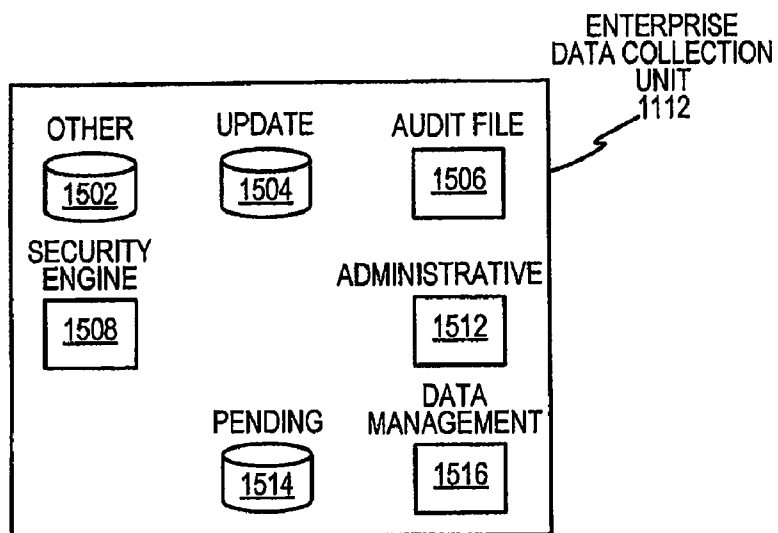 ENTERPRISE
DATA COLLECTION
UNIT
1112
OTHER
UPDATE
AUDIT FILE
1502
1504
1506
SECURITY
ENGINE
ADMINISTRATIVE
1508
1512
PENDING
DATA
MANAGEMENT
1514
1516